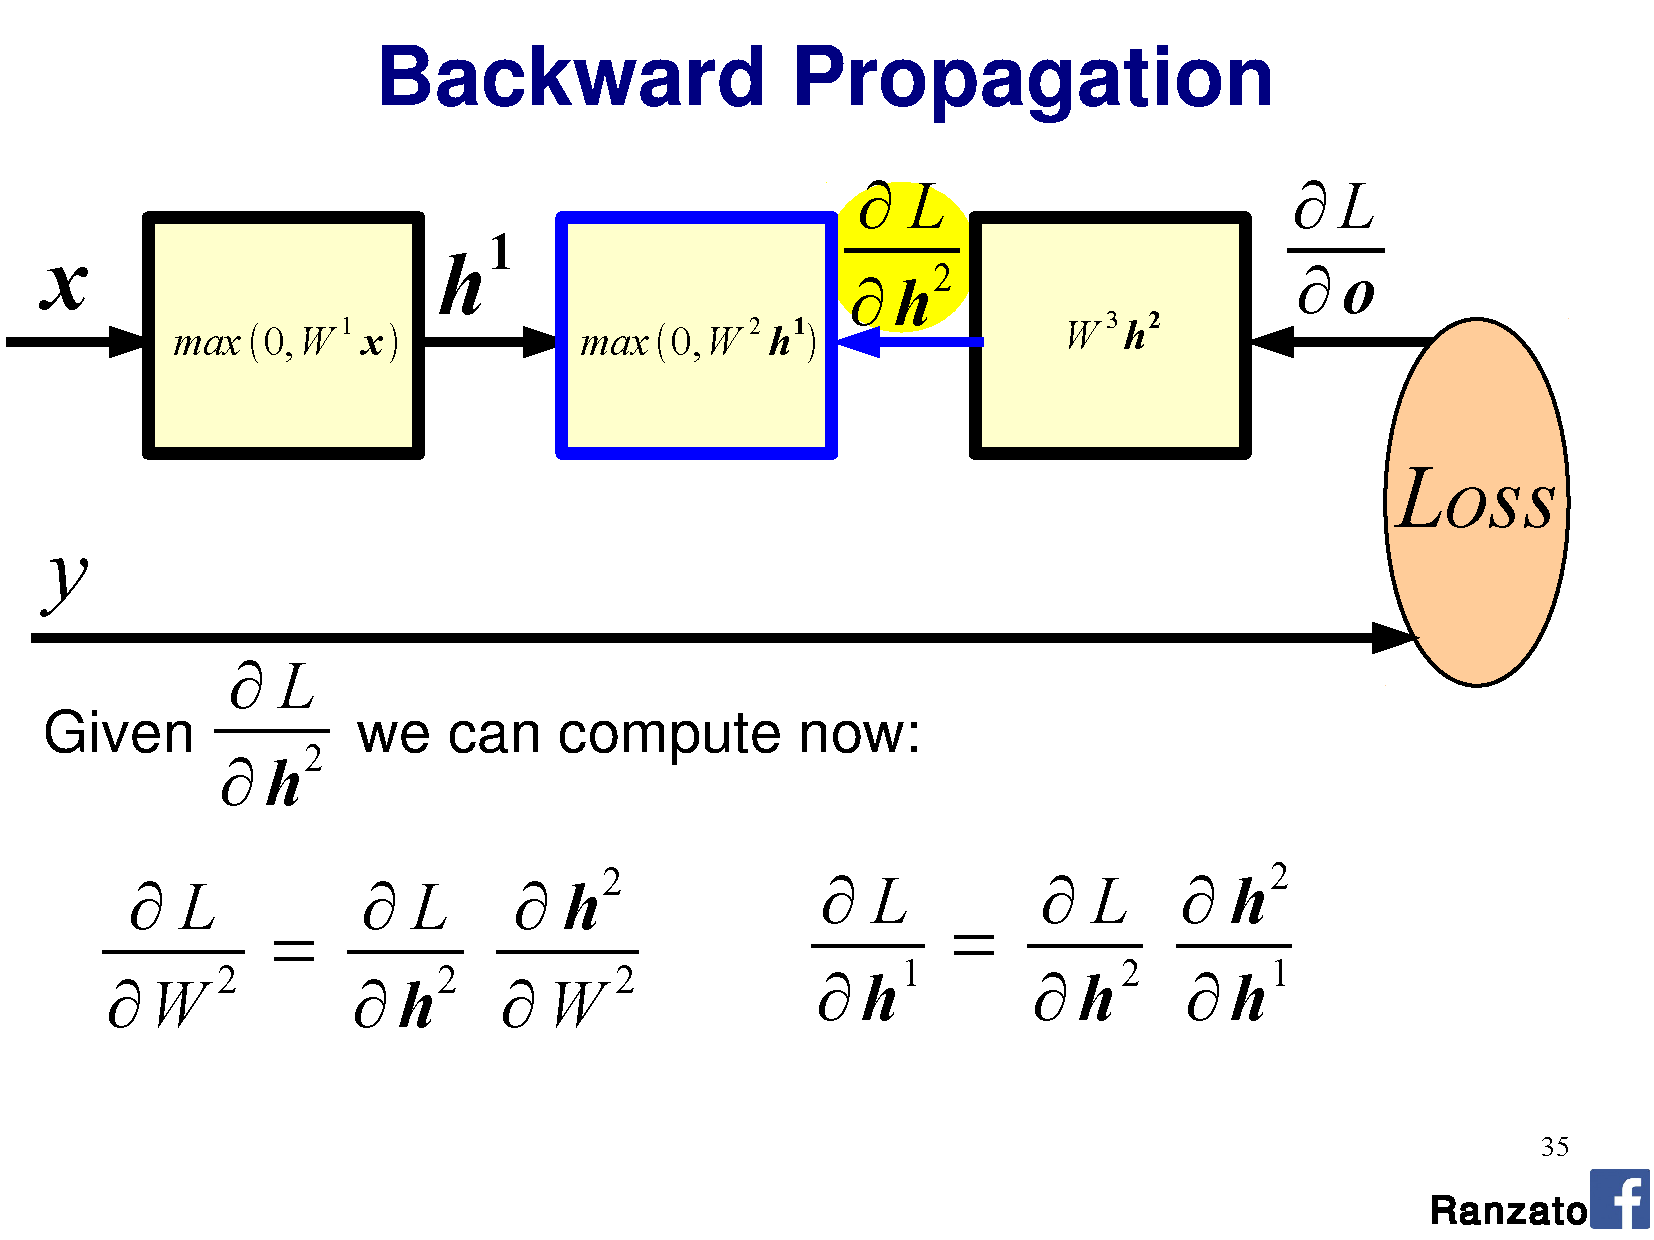 Backward Propagation
∂L/∂h² ∂L/∂o
x h¹
max(0,W¹x) max(0,W²h¹) W³h²
Loss
y
Given ∂L/∂h² we can compute now:
∂L/∂W² = ∂L/∂h² ∂h²/∂W² ∂L/∂h¹ = ∂L/∂h² ∂h²/∂h¹
35
Ranzato f